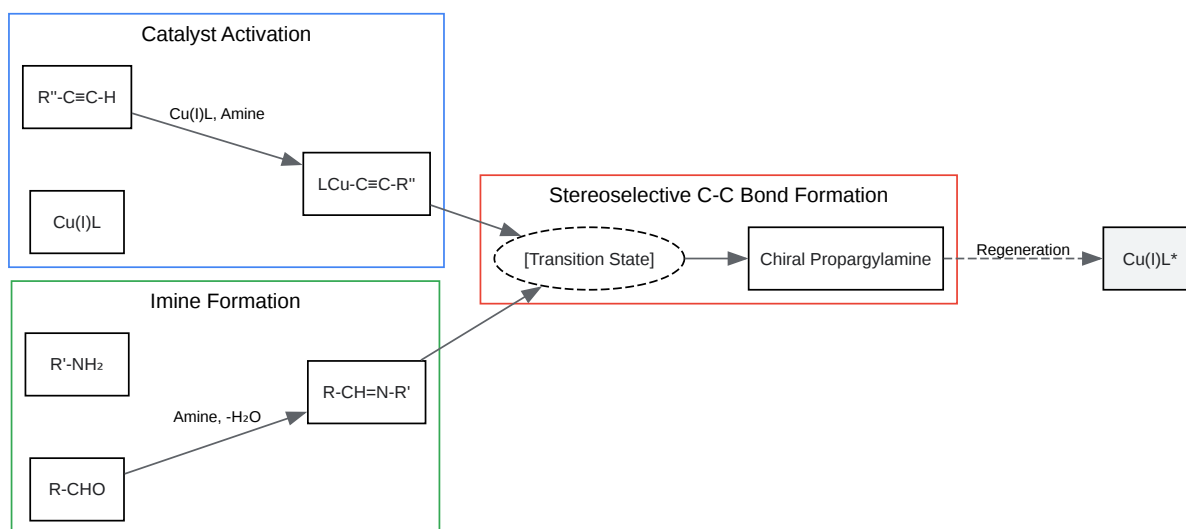 Catalyst Activation
R''-C≡C-H
Cu(I)L, Amine
LCu-C≡C-R''
Cu(I)L
Stereoselective C-C Bond Formation
[Transition State]
Chiral Propargylamine
Regeneration
Cu(I)L*
Imine Formation
R'-NH₂
R-CH=N-R'
Amine, -H₂O
R-CHO